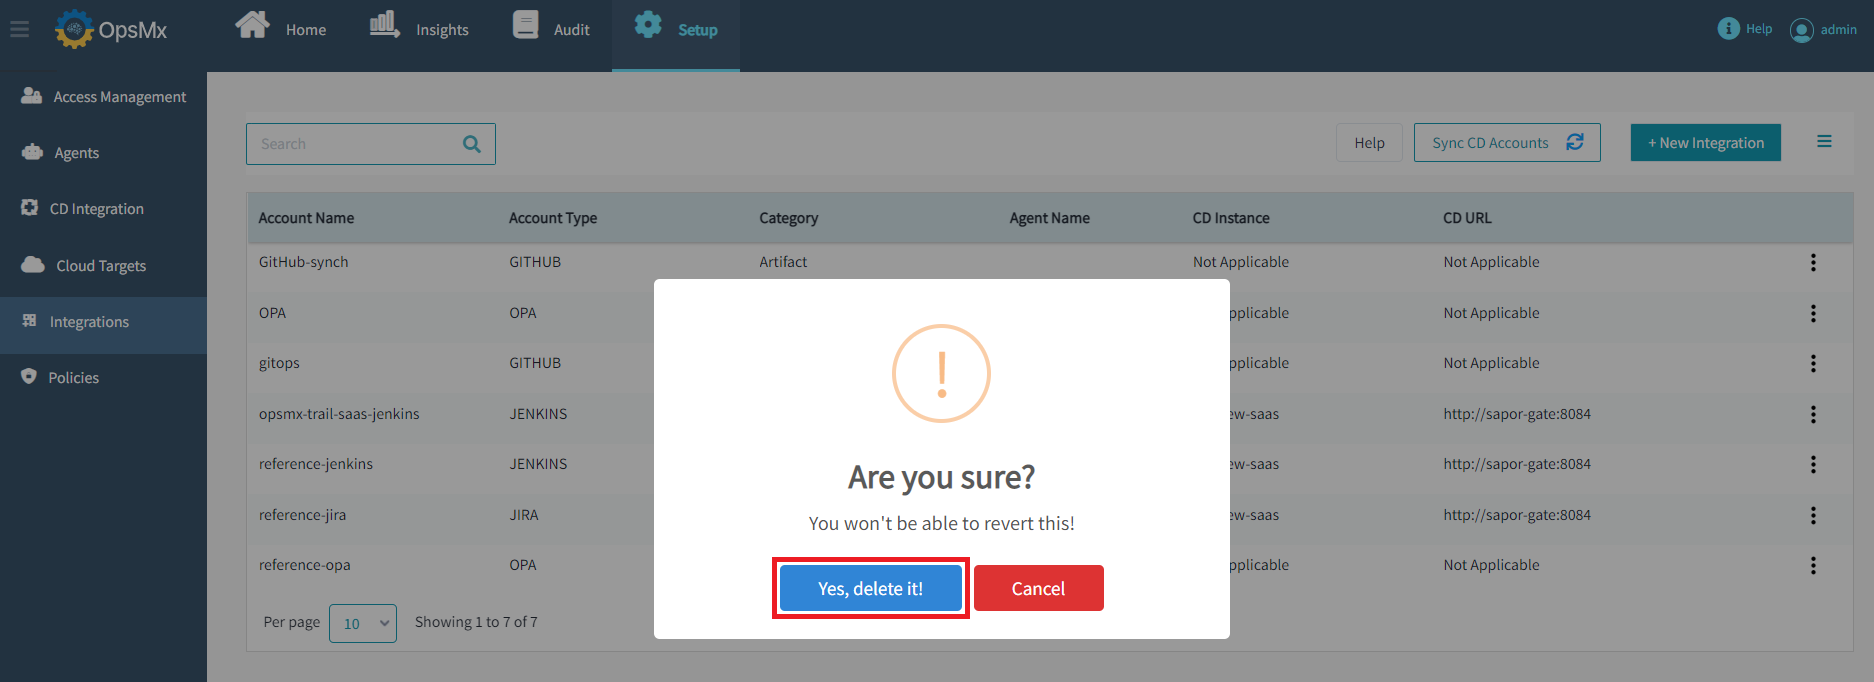 OpsMx
Home
Insights
Audit
Setup
Help
admin
Access Management
Agents
CD Integration
Cloud Targets
Integrations
Policies
Search
Help
Sync CD Accounts
+ New Integration
Account Name Account Type Category Agent Name CD Instance CD URL
GitHub-synch GITHUB Artifact Not Applicable Not Applicable
OPA OPA pplicable Not Applicable
gitops GITHUB pplicable Not Applicable
opsmx-trail-saas-jenkins JENKINS ew-saas http://sapor-gate:8084
reference-jenkins JENKINS ew-saas http://sapor-gate:8084
reference-jira JIRA ew-saas http://sapor-gate:8084
reference-opa OPA pplicable Not Applicable
Per page 10 Showing 1 to 7 of 7
!
Are you sure?
You won't be able to revert this!
Yes, delete it!
Cancel